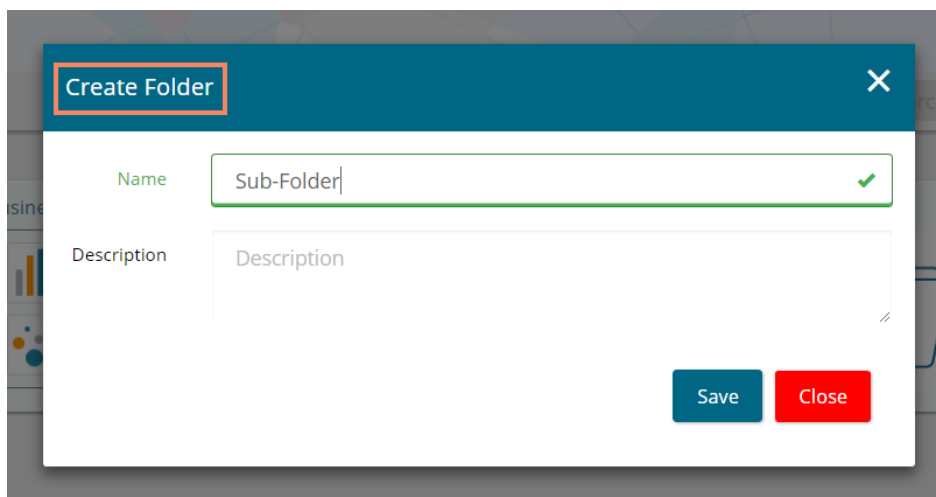 Create Folder
Name
Sub-Folder
Description
Description
Save
Close